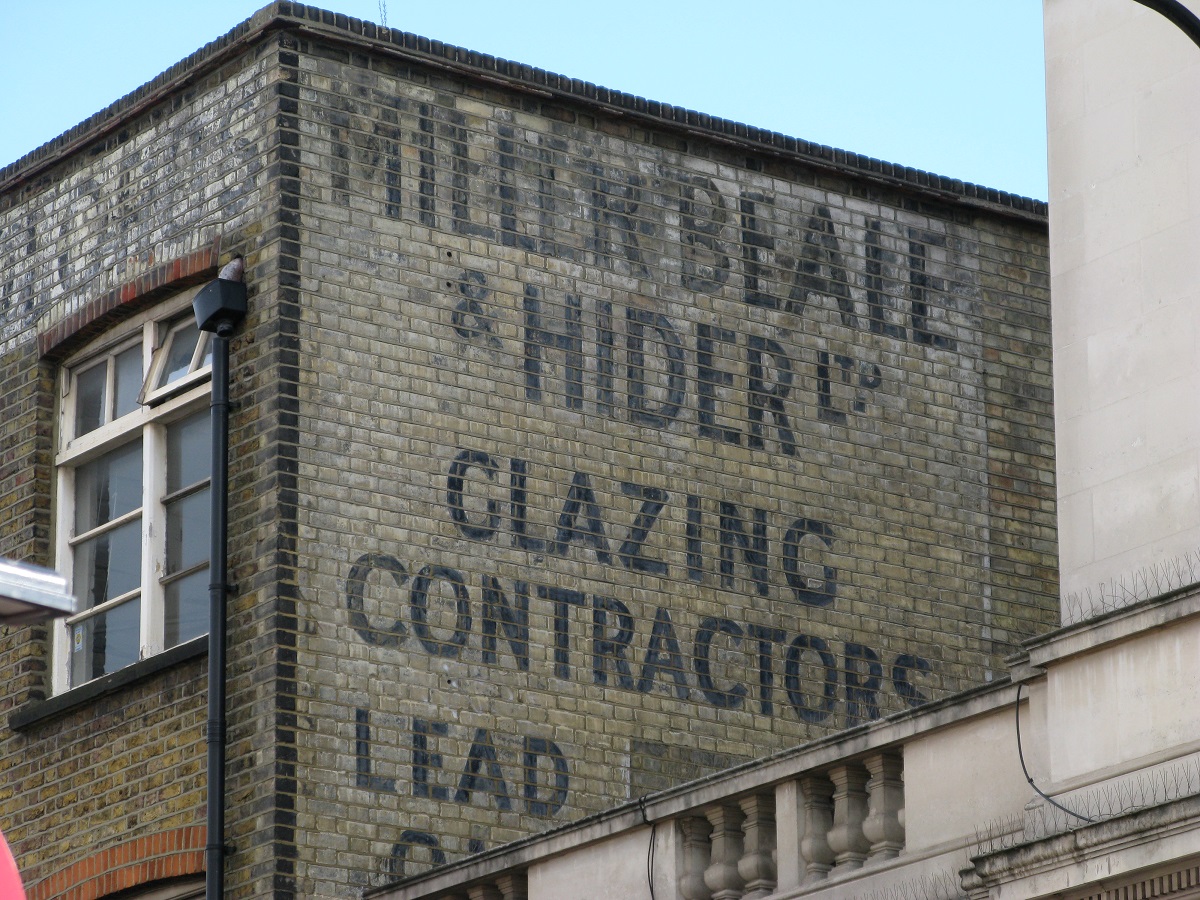 MILLER BEALE
& HIDER LTD
GLAZING
CONTRACTORS
LEAD